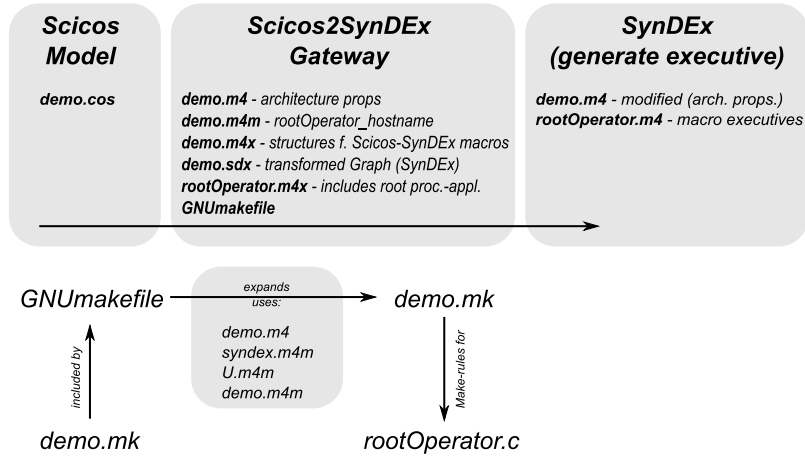 Scicos
Model
demo.cos
Scicos2SynDEx
Gateway
demo.m4 - architecture props
demo.m4m - rootOperator_hostname
demo.m4x - structures f. Scicos-SynDEx macros
demo.sdx - transformed Graph (SynDEx)
rootOperator.m4x - includes root proc.-appl.
GNUmakefile
SynDEx
(generate executive)
demo.m4 - modified (arch. props.)
rootOperator.m4 - macro executives
GNUmakefile
expands
uses:
demo.m4
syndex.m4m
U.m4m
demo.m4m
demo.mk
included by
Make-rules for
demo.mk
rootOperator.c